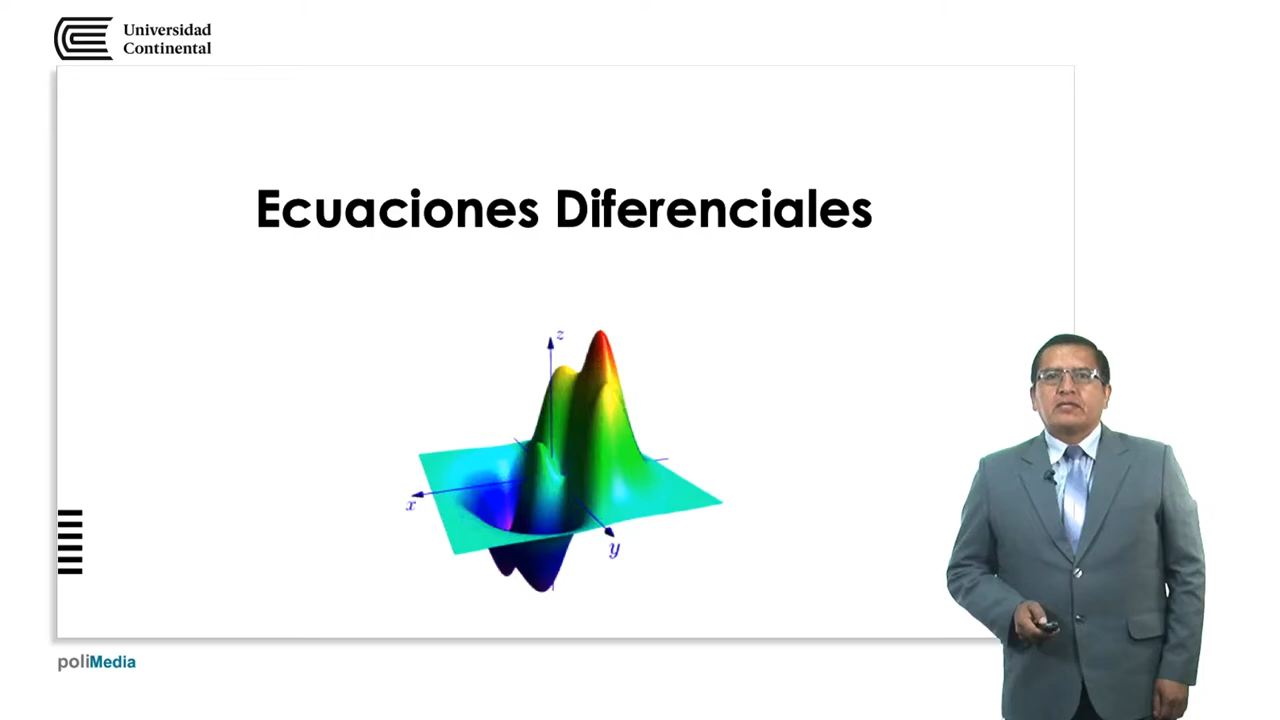 Universidad
Continental
Ecuaciones Diferenciales
z
x
y
poliMedia